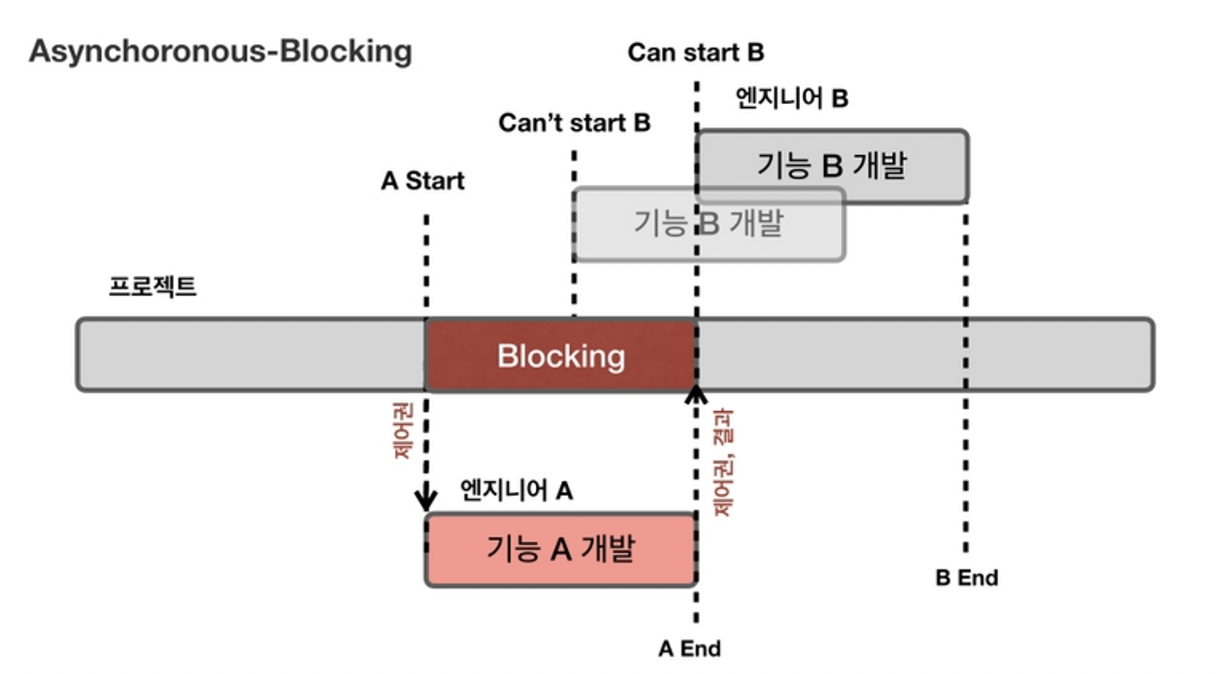 Asynchoronous-Blocking
Can start B
엔지니어 B
Can't start B
기능 B 개발
A Start
기능 B 개발
프로젝트
Blocking
제어권
제어권, 결과
엔지니어 A
기능 A 개발
B End
A End